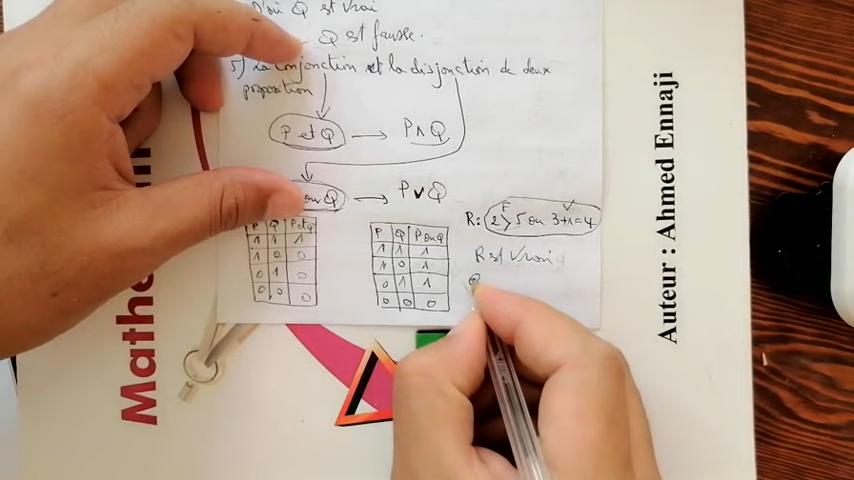 D'où Q est vrai
Q est fausse.
5) La conjonction et la disjonction de deux
proposition
P et Q → P ∧ Q
ou Q → P ∨ Q
P Q P et Q
1 1 1
1 0 0
0 1 0
0 0 0
P Q P ou Q
1 1 1
1 0 1
0 1 1
0 0 0
R: 2 > 5 ou 3+1=4
F ✓
R est vrai
Q
Math
Auteur : Ahmed Ennaji